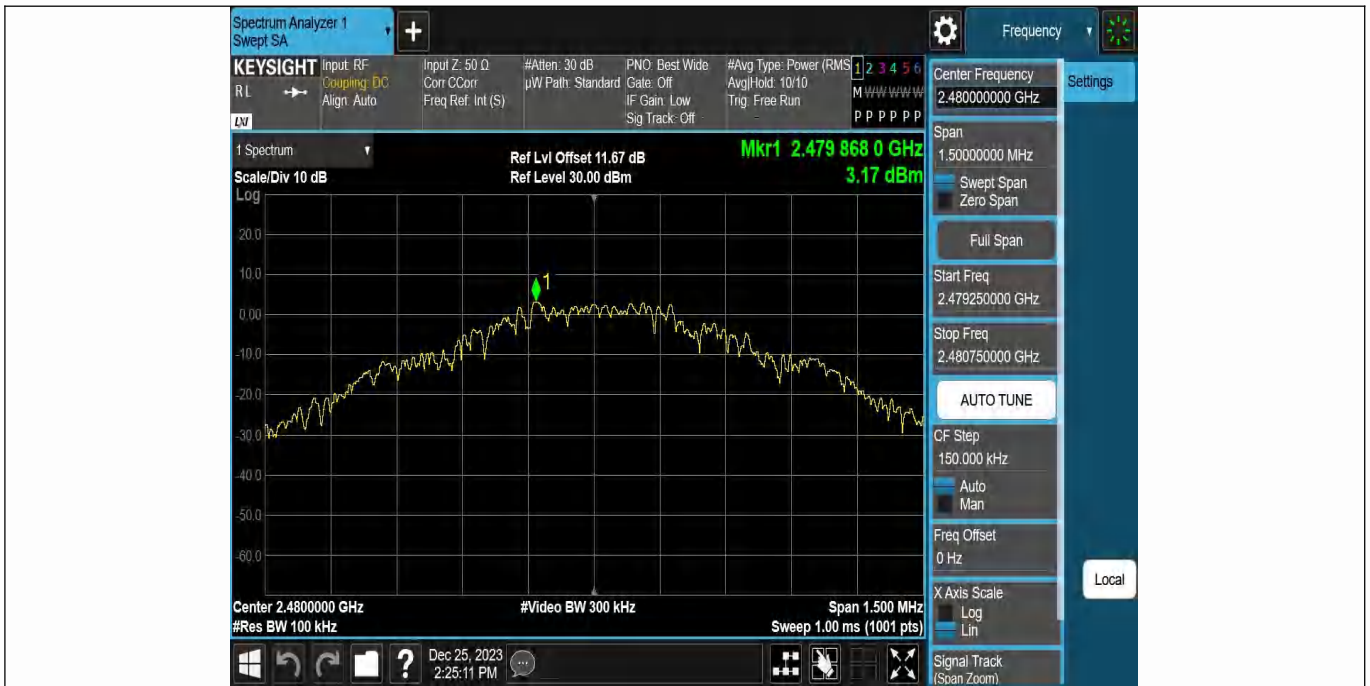 Spectrum Analyzer 1
Swept SA
+
Frequency
KEYSIGHT
RL
LXI
Input: RF
Coupling: DC
Align: Auto
Input Z: 50 Ω
Corr CCorr
Freq Ref: Int (S)
#Atten: 30 dB
µW Path: Standard
PNO: Best Wide
Gate: Off
IF Gain: Low
Sig Track: Off
#Avg Type: Power (RMS
Avg|Hold: 10/10
Trig: Free Run
1 2 3 4 5 6
M W W W W W
P P P P P P
1 Spectrum
Scale/Div 10 dB
Log
Ref Lvl Offset 11.67 dB
Ref Level 30.00 dBm
Mkr1 2.479 868 0 GHz
3.17 dBm
20.0
10.0
0.00
-10.0
-20.0
-30.0
-40.0
-50.0
-60.0
1
Center 2.4800000 GHz
#Res BW 100 kHz
#Video BW 300 kHz
Span 1.500 MHz
Sweep 1.00 ms (1001 pts)
Center Frequency
2.480000000 GHz
Settings
Span
1.50000000 MHz
Swept Span
Zero Span
Full Span
Start Freq
2.479250000 GHz
Stop Freq
2.480750000 GHz
AUTO TUNE
CF Step
150.000 kHz
Auto
Man
Freq Offset
0 Hz
X Axis Scale
Log
Lin
Signal Track
(Span Zoom)
Local
?
Dec 25, 2023
2:25:11 PM